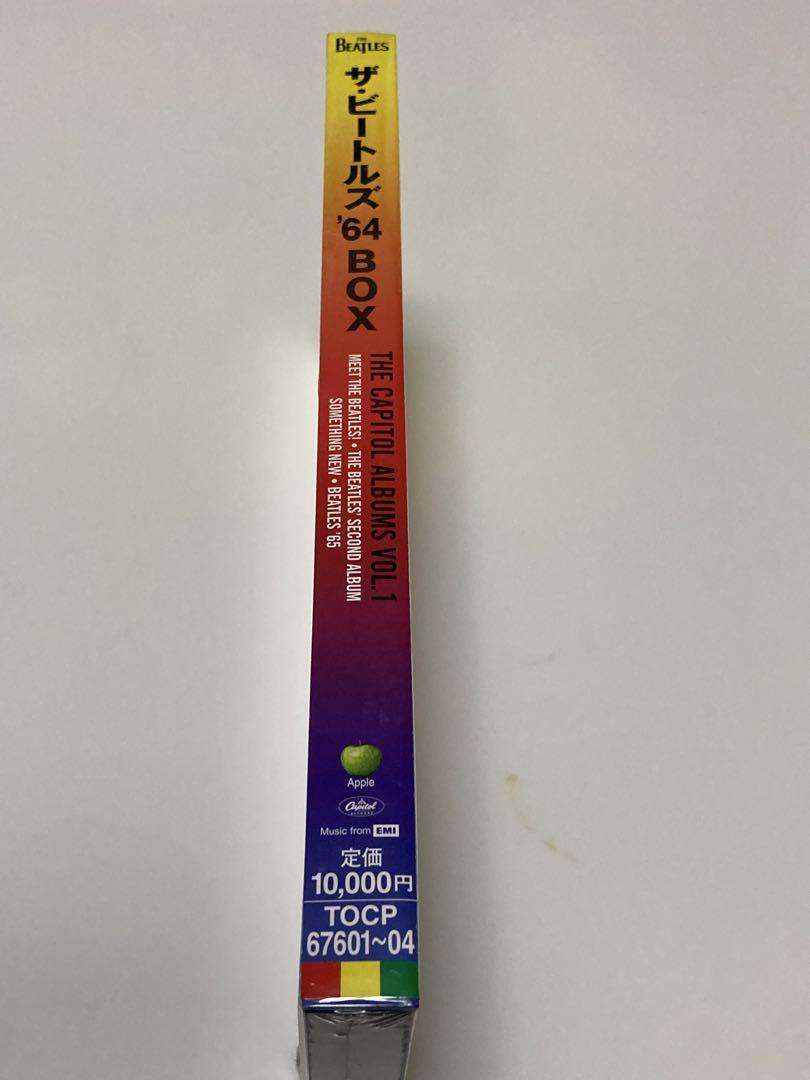 THE
BEATLES
ザ・ビートルズ
'64
BOX
THE CAPITOL ALBUMS VOL.1
MEET THE BEATLES! • THE BEATLES' SECOND ALBUM
SOMETHING NEW • BEATLES '65
Apple
Capitol
RECORDS
Music from EMI
定価
10,000円
TOCP
67601~04